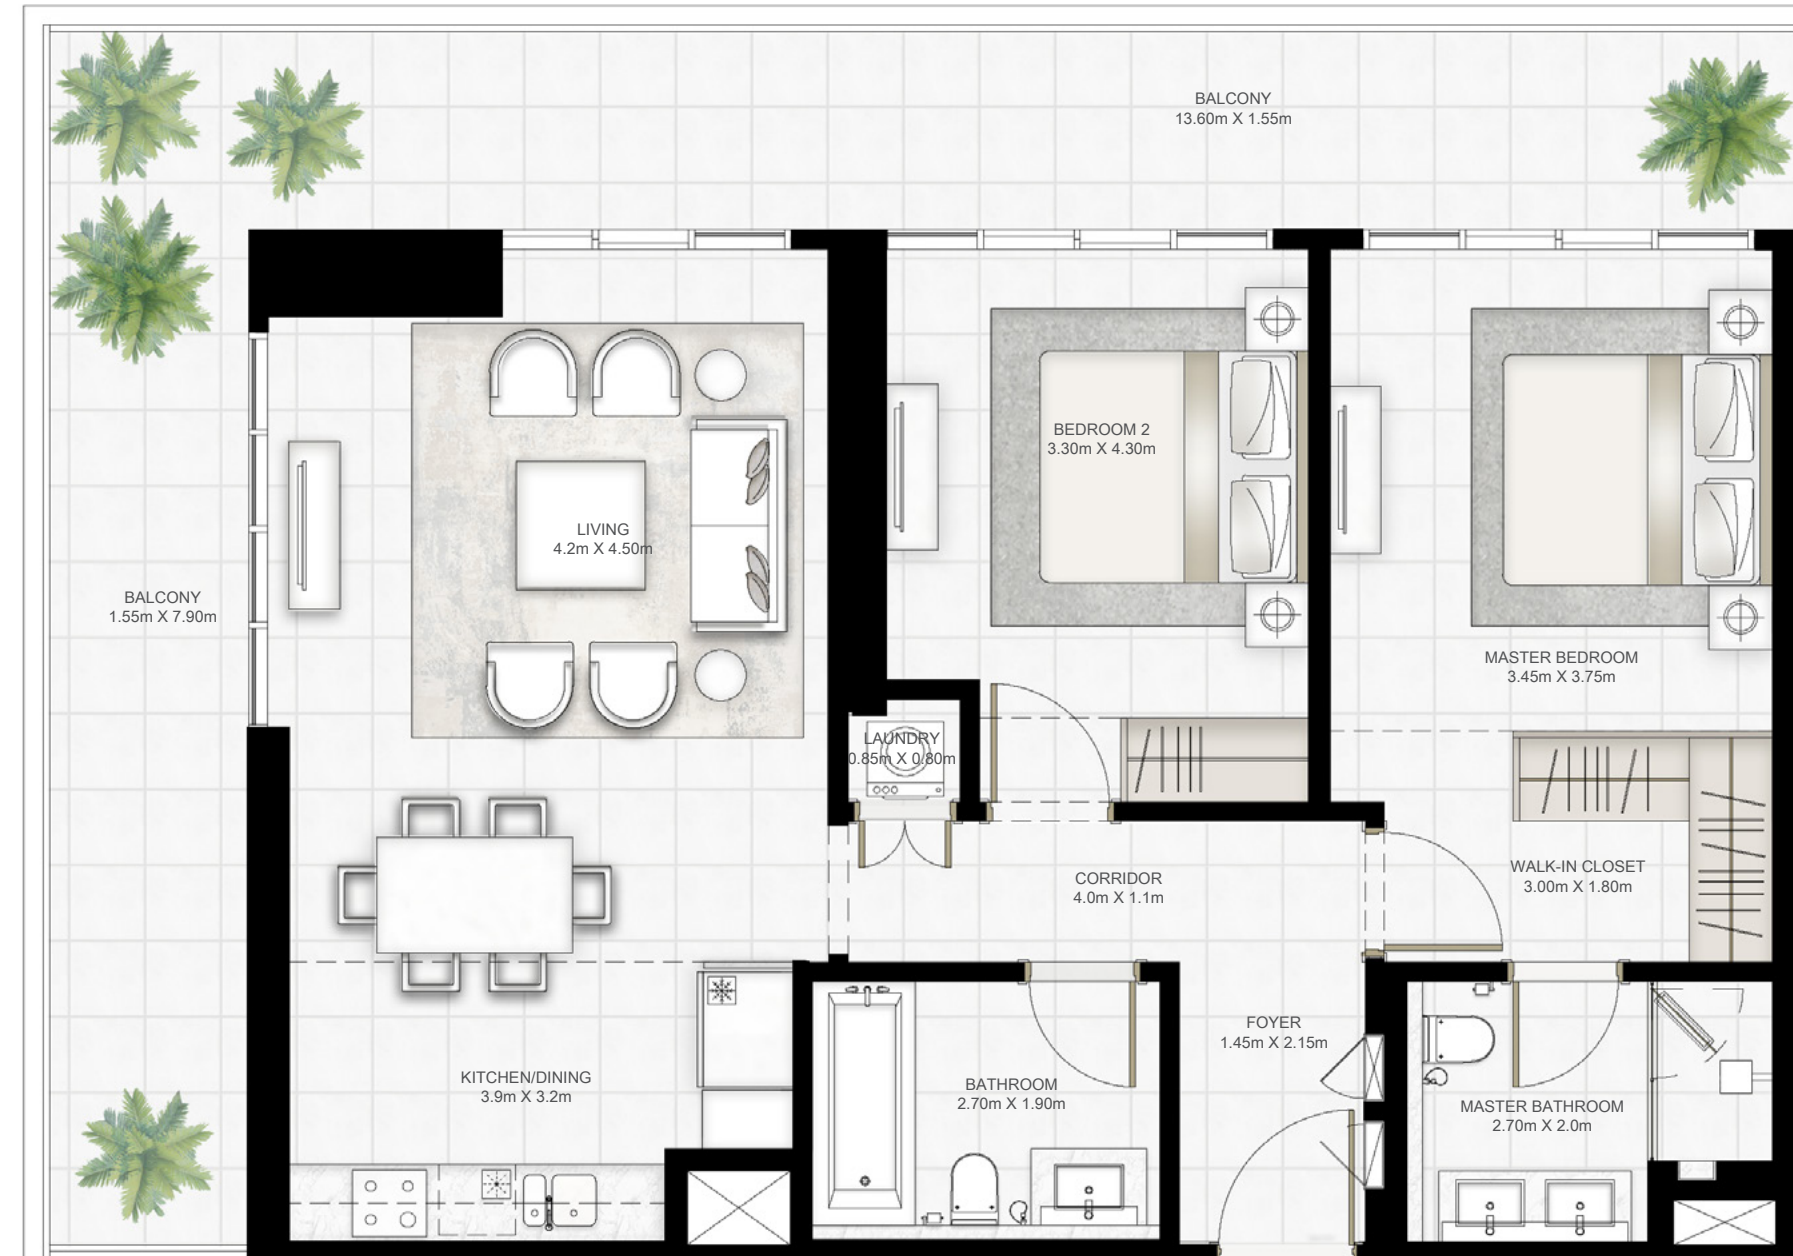 BALCONY
13.60m X 1.55m
BEDROOM 2
3.30m X 4.30m
LIVING
4.2m X 4.50m
BALCONY
1.55m X 7.90m
MASTER BEDROOM
3.45m X 3.75m
LAUNDRY
0.85m X 0.80m
WALK-IN CLOSET
3.00m X 1.80m
CORRIDOR
4.0m X 1.1m
FOYER
1.45m X 2.15m
KITCHEN/DINING
3.9m X 3.2m
BATHROOM
2.70m X 1.90m
MASTER BATHROOM
2.70m X 2.0m